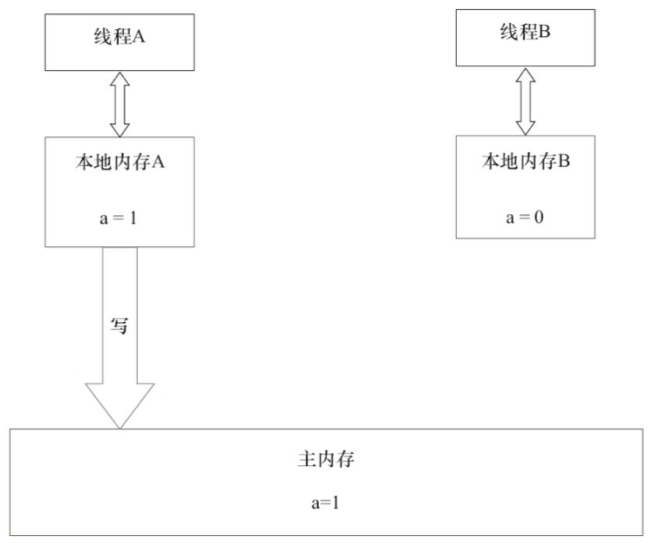 线程A
线程B
本地内存A
a = 1
本地内存B
a = 0
写
主内存
a=1